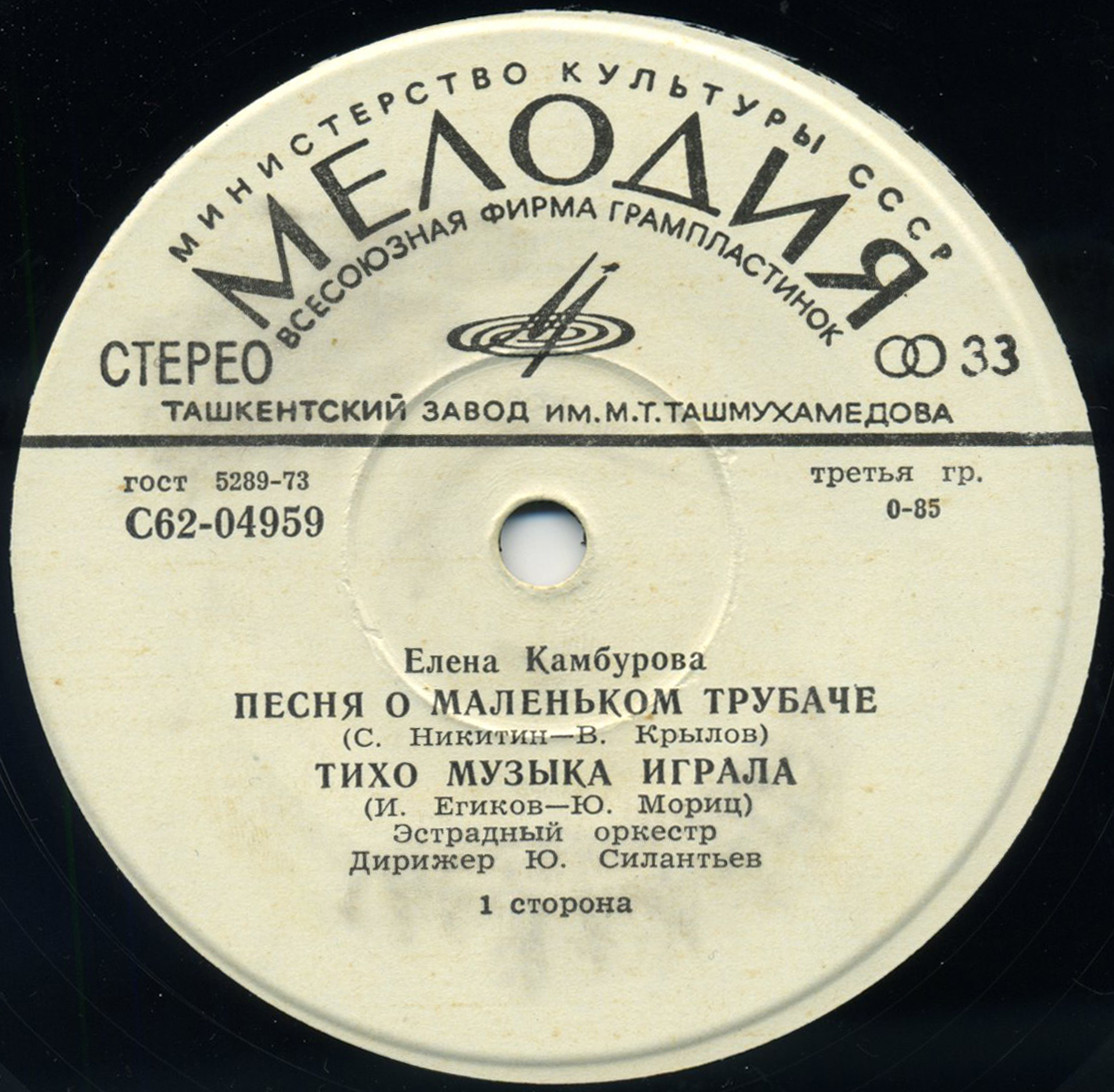 МИНИСТЕРСТВО КУЛЬТУРЫ СССР
МЕЛОДИЯ
ВСЕСОЮЗНАЯ ФИРМА ГРАМПЛАСТИНОК
СТЕРЕО
33
ТАШКЕНТСКИЙ ЗАВОД ИМ.М.Т.ТАШМУХАМЕДОВА
гост 5289-73
третья гр.
С62-04959
0-85
Елена Камбурова
ПЕСНЯ О МАЛЕНЬКОМ ТРУБАЧЕ
(С. Никитин—В. Крылов)
ТИХО МУЗЫКА ИГРАЛА
(И. Егиков—Ю. Мориц)
Эстрадный оркестр
Дирижер Ю. Силантьев
1 сторона